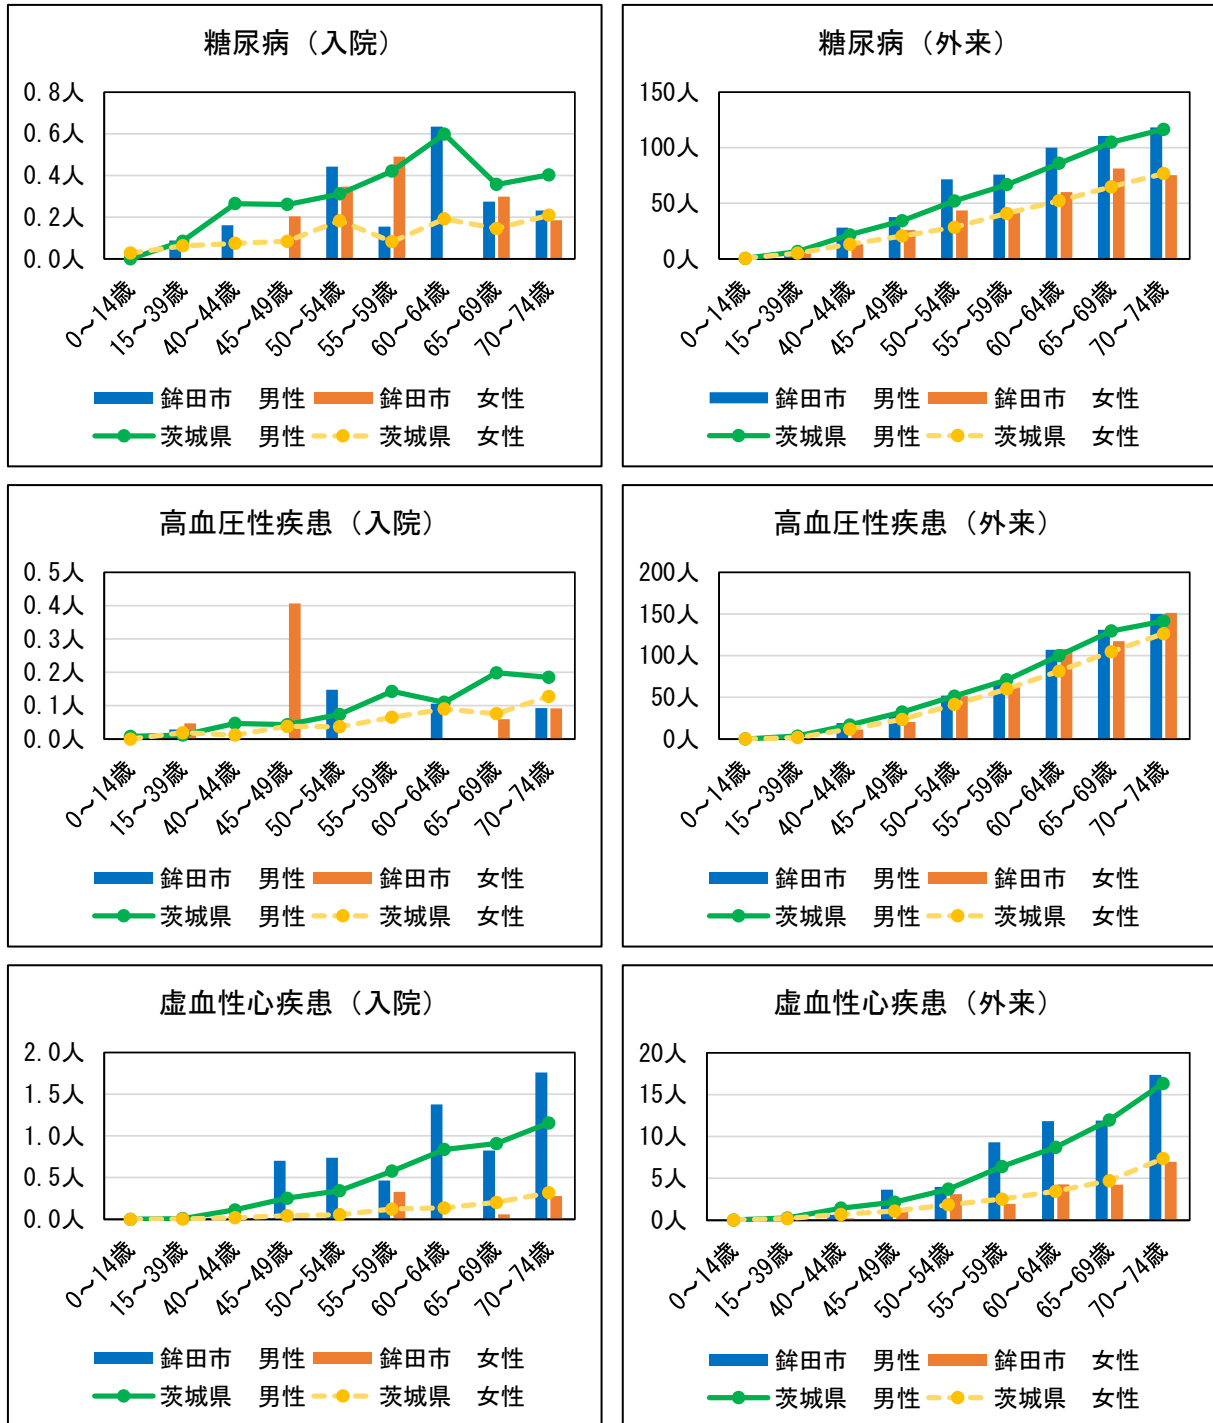 糖尿病（入院）
0.8人
0.6人
0.4人
0.2人
0.0人
0～14歳
15～39歳
40～44歳
45～49歳
50～54歳
55～59歳
60～64歳
65～69歳
70～74歳
鉾田市　男性
鉾田市　女性
茨城県　男性
茨城県　女性
糖尿病（外来）
150人
100人
50人
0人
0～14歳
15～39歳
40～44歳
45～49歳
50～54歳
55～59歳
60～64歳
65～69歳
70～74歳
鉾田市　男性
鉾田市　女性
茨城県　男性
茨城県　女性
高血圧性疾患（入院）
0.5人
0.4人
0.3人
0.2人
0.1人
0.0人
0～14歳
15～39歳
40～44歳
45～49歳
50～54歳
55～59歳
60～64歳
65～69歳
70～74歳
鉾田市　男性
鉾田市　女性
茨城県　男性
茨城県　女性
高血圧性疾患（外来）
200人
150人
100人
50人
0人
0～14歳
15～39歳
40～44歳
45～49歳
50～54歳
55～59歳
60～64歳
65～69歳
70～74歳
鉾田市　男性
鉾田市　女性
茨城県　男性
茨城県　女性
虚血性心疾患（入院）
2.0人
1.5人
1.0人
0.5人
0.0人
0～14歳
15～39歳
40～44歳
45～49歳
50～54歳
55～59歳
60～64歳
65～69歳
70～74歳
鉾田市　男性
鉾田市　女性
茨城県　男性
茨城県　女性
虚血性心疾患（外来）
20人
15人
10人
5人
0人
0～14歳
15～39歳
40～44歳
45～49歳
50～54歳
55～59歳
60～64歳
65～69歳
70～74歳
鉾田市　男性
鉾田市　女性
茨城県　男性
茨城県　女性